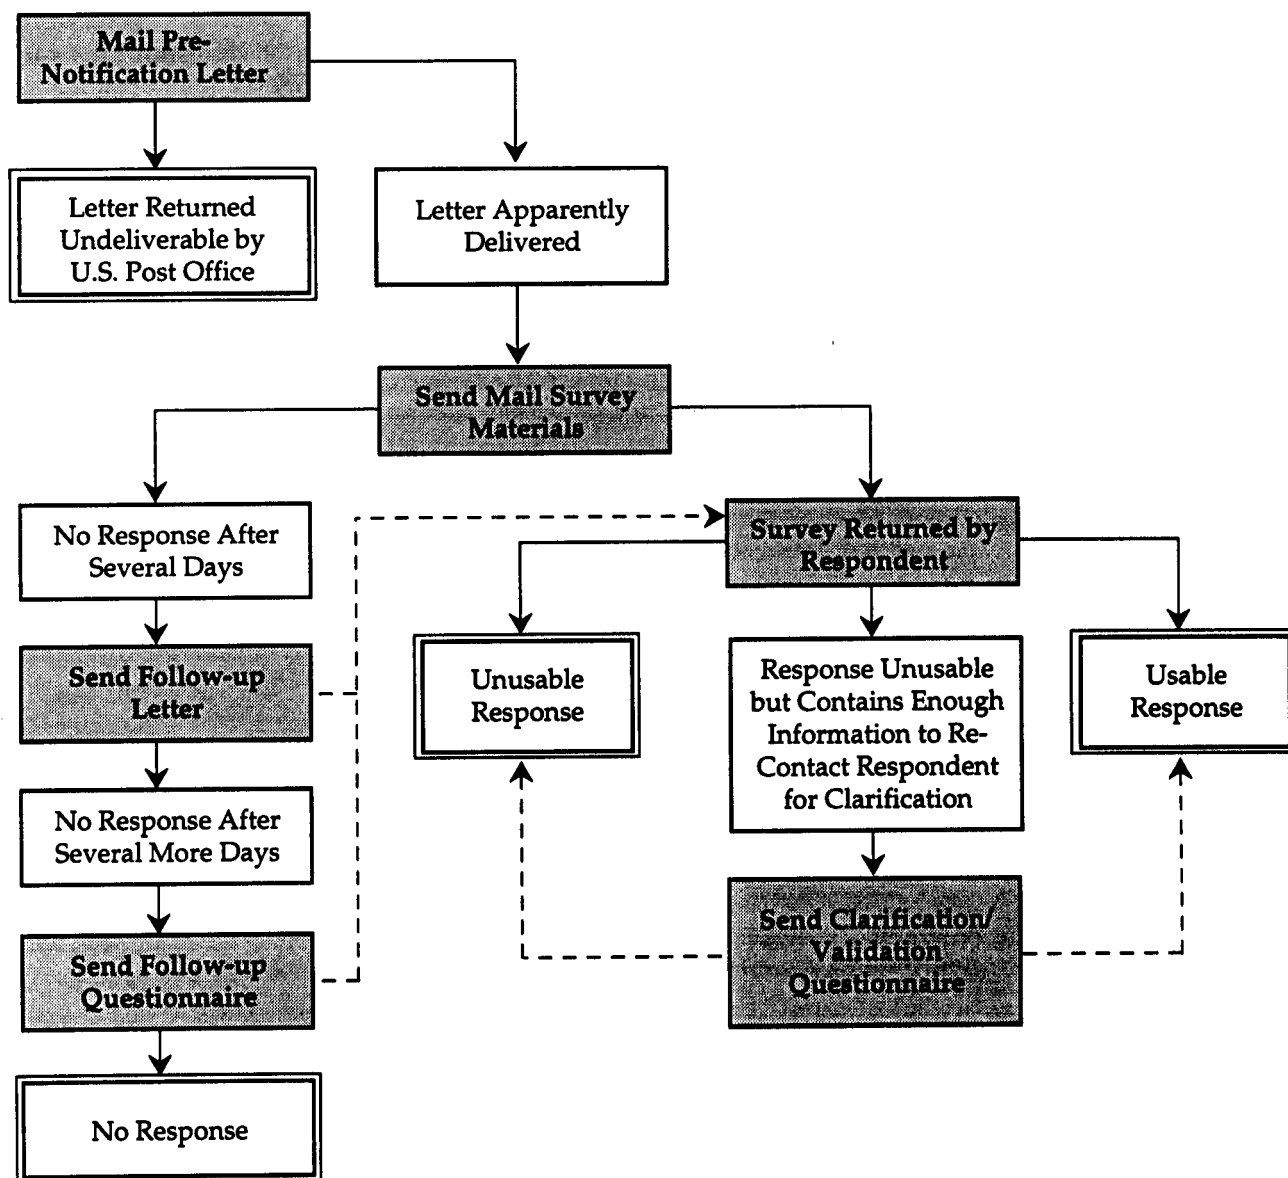 Mail Pre-
Notification Letter
Letter Returned
Undeliverable by
U.S. Post Office
Letter Apparently
Delivered
Send Mail Survey
Materials
No Response After
Several Days
Survey Returned by
Respondent
Send Follow-up
Letter
Unusable
Response
Response Unusable
but Contains Enough
Information to Re-
Contact Respondent
for Clarification
Usable
Response
No Response After
Several More Days
Send Clarification/
Validation
Questionnaire
Send Follow-up
Questionnaire
No Response